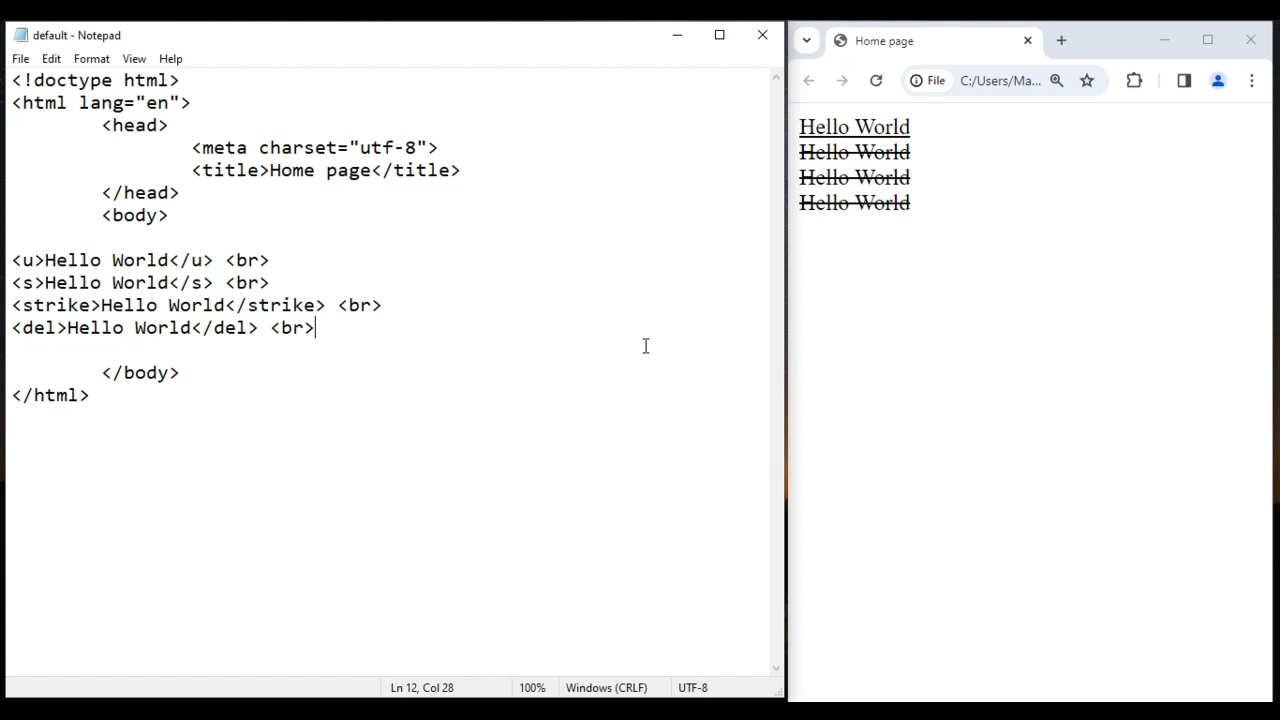 default - Notepad
File Edit Format View Help
<!doctype html>
<html lang="en">
<head>
<meta charset="utf-8">
<title>Home page</title>
</head>
<body>
<u>Hello World</u> <br>
<s>Hello World</s> <br>
<strike>Hello World</strike> <br>
<del>Hello World</del> <br>
</body>
</html>
Ln 12, Col 28 100% Windows (CRLF) UTF-8
Home page
File C:/Users/Ma...
Hello World
Hello World
Hello World
Hello World